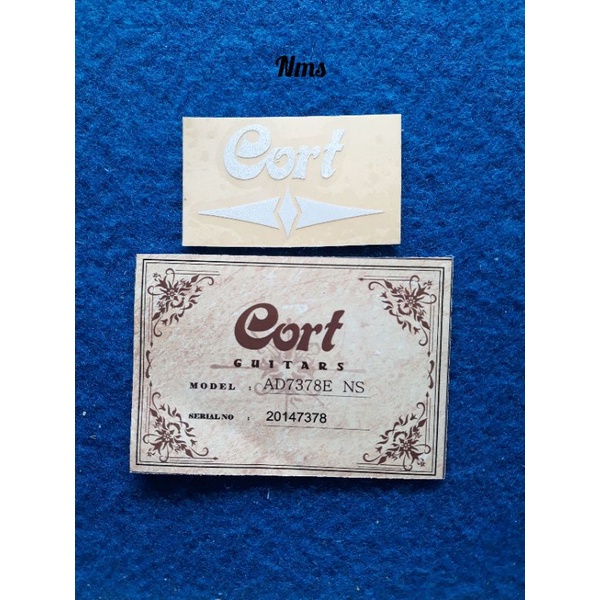 Nms
Cort
Cort
GUITARS
MODEL : AD7378E NS
SERIAL NO : 20147378